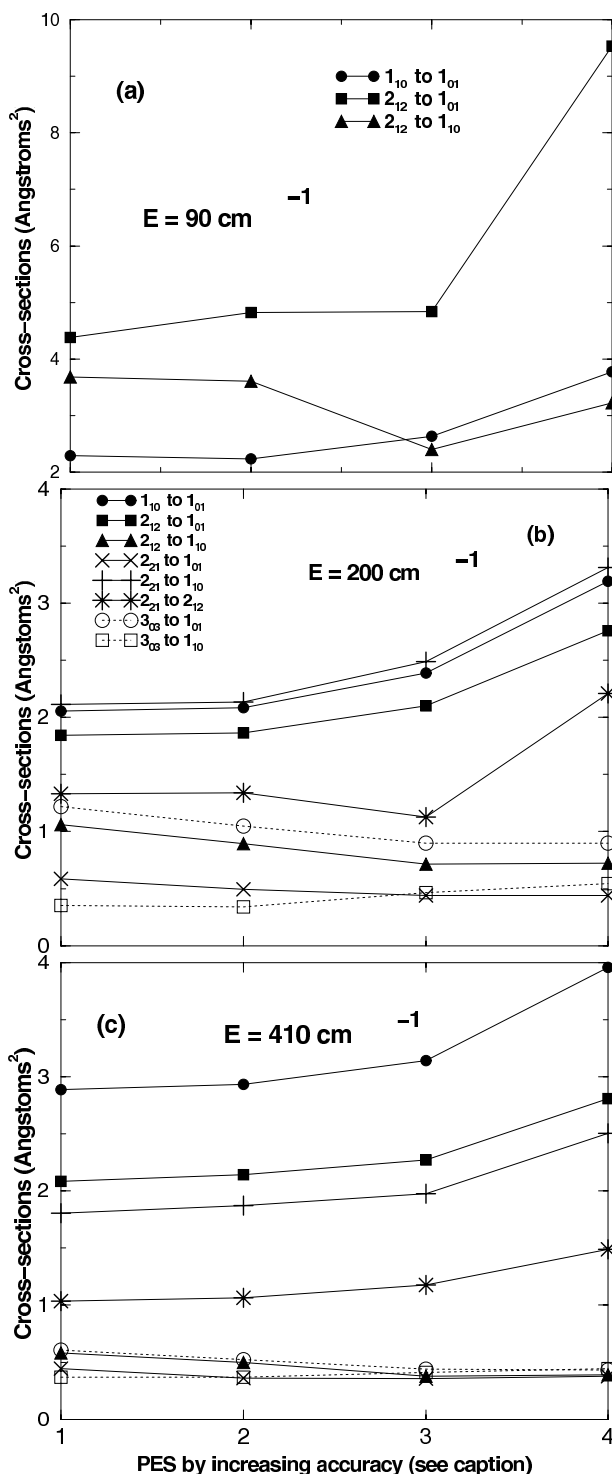 10
(a)
1₁₀ to 1₀₁
2₁₂ to 1₀₁
2₁₂ to 1₁₀
8
E = 90 cm ⁻¹
6
4
2
Cross−sections (Angstroms²)
4
1₁₀ to 1₀₁
2₁₂ to 1₀₁
2₁₂ to 1₁₀
2₂₁ to 1₀₁
2₂₁ to 1₁₀
2₂₁ to 2₁₂
3₀₃ to 1₀₁
3₀₃ to 1₁₀
(b)
E = 200 cm ⁻¹
3
2
1
0
Cross−sections (Angstoms²)
4
(c)
E = 410 cm ⁻¹
3
2
1
0
Cross−sections (Angstoms²)
1 2 3 4
PES by increasing accuracy (see caption)